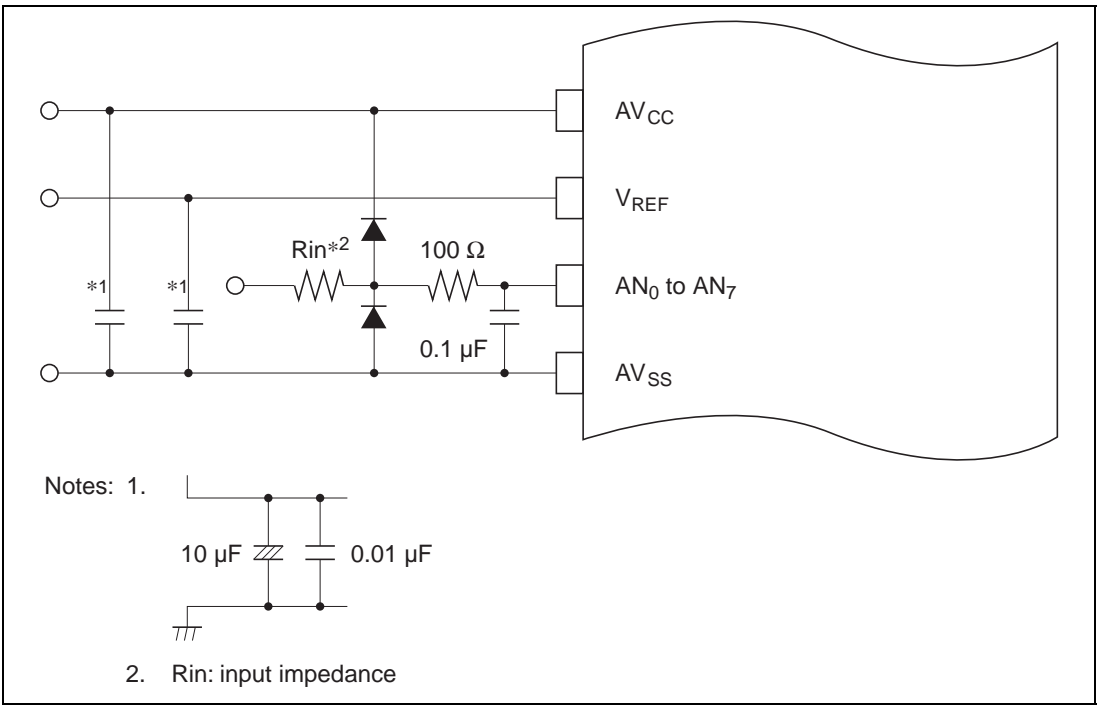 AVCC
VREF
Rin*2
100 Ω
*1
*1
AN0 to AN7
0.1 μF
AVSS
Notes: 1.
10 μF
0.01 μF
2. Rin: input impedance